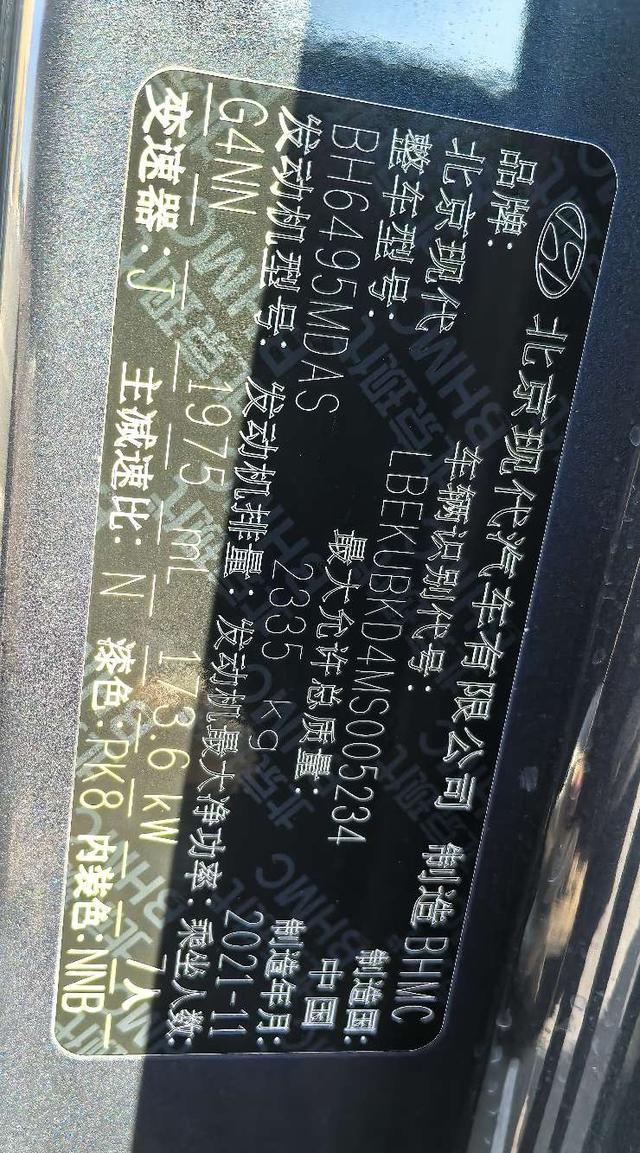 北京现代汽车有限公司 制造 BHMC
品牌: 车辆识别代号: 制造国:
北京现代 LBEKUBKD4MS005234 中国
整车型号: 最大允许总质量: 制造年月:
BH6495MDAS 2335 kg 2021-11
发动机型号: 发动机排量: 发动机最大净功率: 乘坐人数:
G4NN 1975 mL 173.6 kW 7人
变速器: J 主减速比: N 漆色: PK8 内装色: NNB